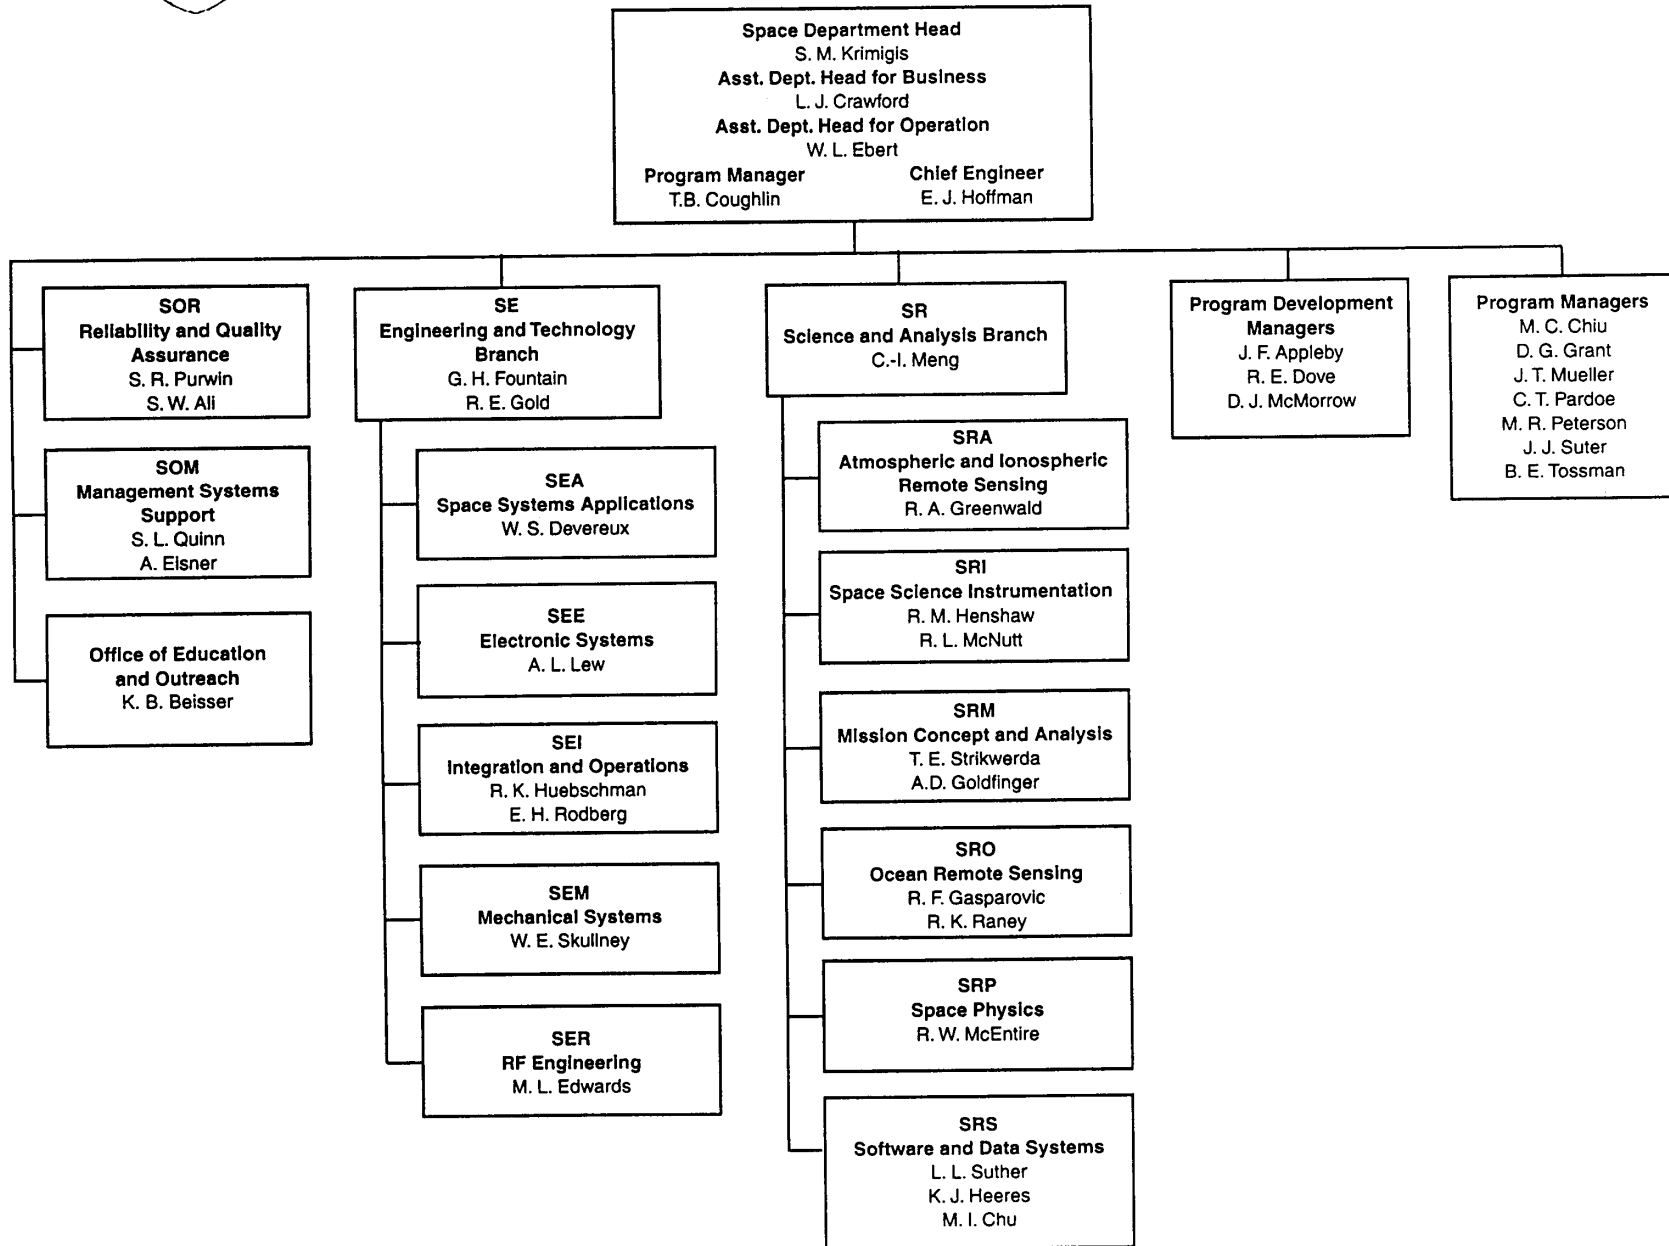 Space Department Head
S. M. Krimigis
Asst. Dept. Head for Business
L. J. Crawford
Asst. Dept. Head for Operation
W. L. Ebert
Program Manager
T.B. Coughlin
Chief Engineer
E. J. Hoffman
SOR
Reliability and Quality
Assurance
S. R. Purwin
S. W. Ali
SOM
Management Systems
Support
S. L. Quinn
A. Eisner
Office of Education
and Outreach
K. B. Beisser
SE
Engineering and Technology
Branch
G. H. Fountain
R. E. Gold
SEA
Space Systems Applications
W. S. Devereux
SEE
Electronic Systems
A. L. Lew
SEI
Integration and Operations
R. K. Huebschman
E. H. Rodberg
SEM
Mechanical Systems
W. E. Skullney
SER
RF Engineering
M. L. Edwards
SR
Science and Analysis Branch
C.-I. Meng
SRA
Atmospheric and Ionospheric
Remote Sensing
R. A. Greenwald
SRI
Space Science Instrumentation
R. M. Henshaw
R. L. McNutt
SRM
Mission Concept and Analysis
T. E. Strikwerda
A.D. Goldfinger
SRO
Ocean Remote Sensing
R. F. Gasparovic
R. K. Raney
SRP
Space Physics
R. W. McEntire
SRS
Software and Data Systems
L. L. Suther
K. J. Heeres
M. I. Chu
Program Development
Managers
J. F. Appleby
R. E. Dove
D. J. McMorrow
Program Managers
M. C. Chiu
D. G. Grant
J. T. Mueller
C. T. Pardoe
M. R. Peterson
J. J. Suter
B. E. Tossman